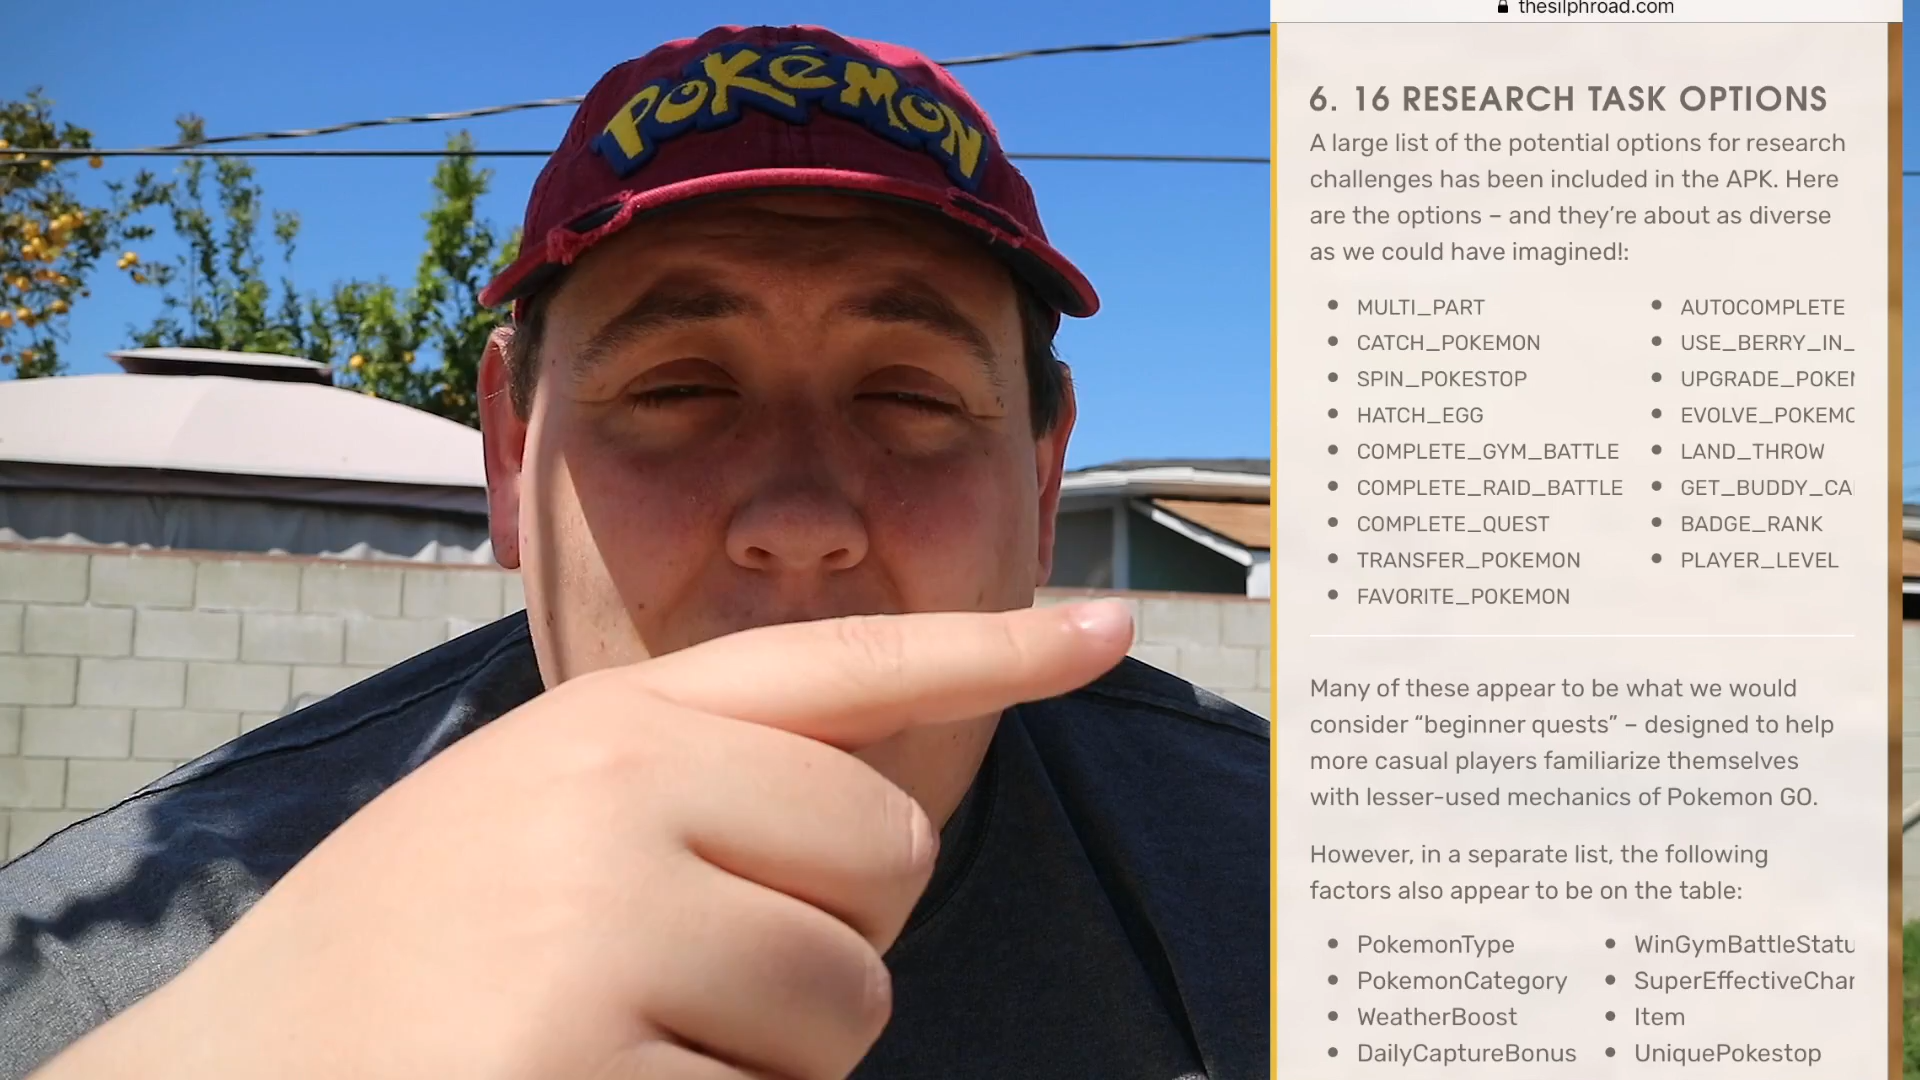 POKéMON
thesilphroad.com
6. 16 RESEARCH TASK OPTIONS
A large list of the potential options for research
challenges has been included in the APK. Here
are the options – and they’re about as diverse
as we could have imagined!:
MULTI_PART
CATCH_POKEMON
SPIN_POKESTOP
HATCH_EGG
COMPLETE_GYM_BATTLE
COMPLETE_RAID_BATTLE
COMPLETE_QUEST
TRANSFER_POKEMON
FAVORITE_POKEMON
AUTOCOMPLETE
USE_BERRY_IN_
UPGRADE_POKE
EVOLVE_POKEMO
LAND_THROW
GET_BUDDY_CA
BADGE_RANK
PLAYER_LEVEL
Many of these appear to be what we would
consider “beginner quests” – designed to help
more casual players familiarize themselves
with lesser-used mechanics of Pokemon GO.
However, in a separate list, the following
factors also appear to be on the table:
PokemonType
PokemonCategory
WeatherBoost
DailyCaptureBonus
WinGymBattleStatu
SuperEffectiveChar
Item
UniquePokestop